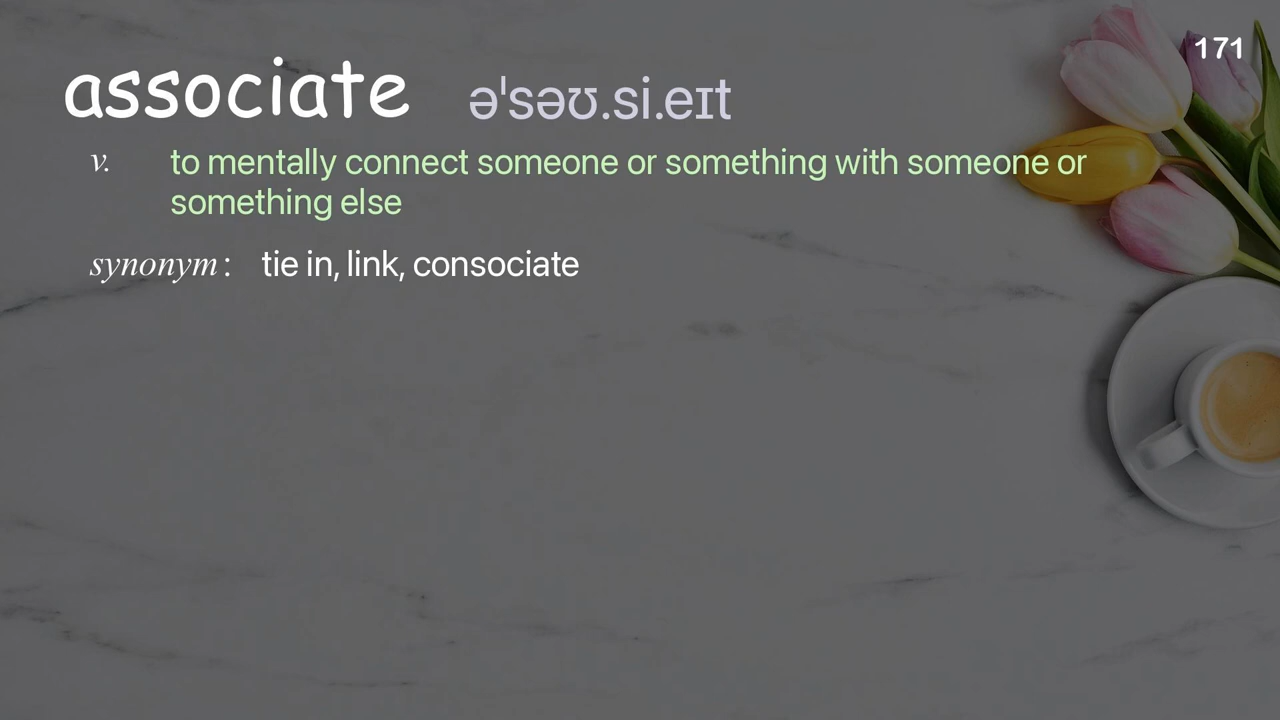 171
associate əˈsəʊ.si.eɪt
v. to mentally connect someone or something with someone or
something else
synonym : tie in, link, consociate